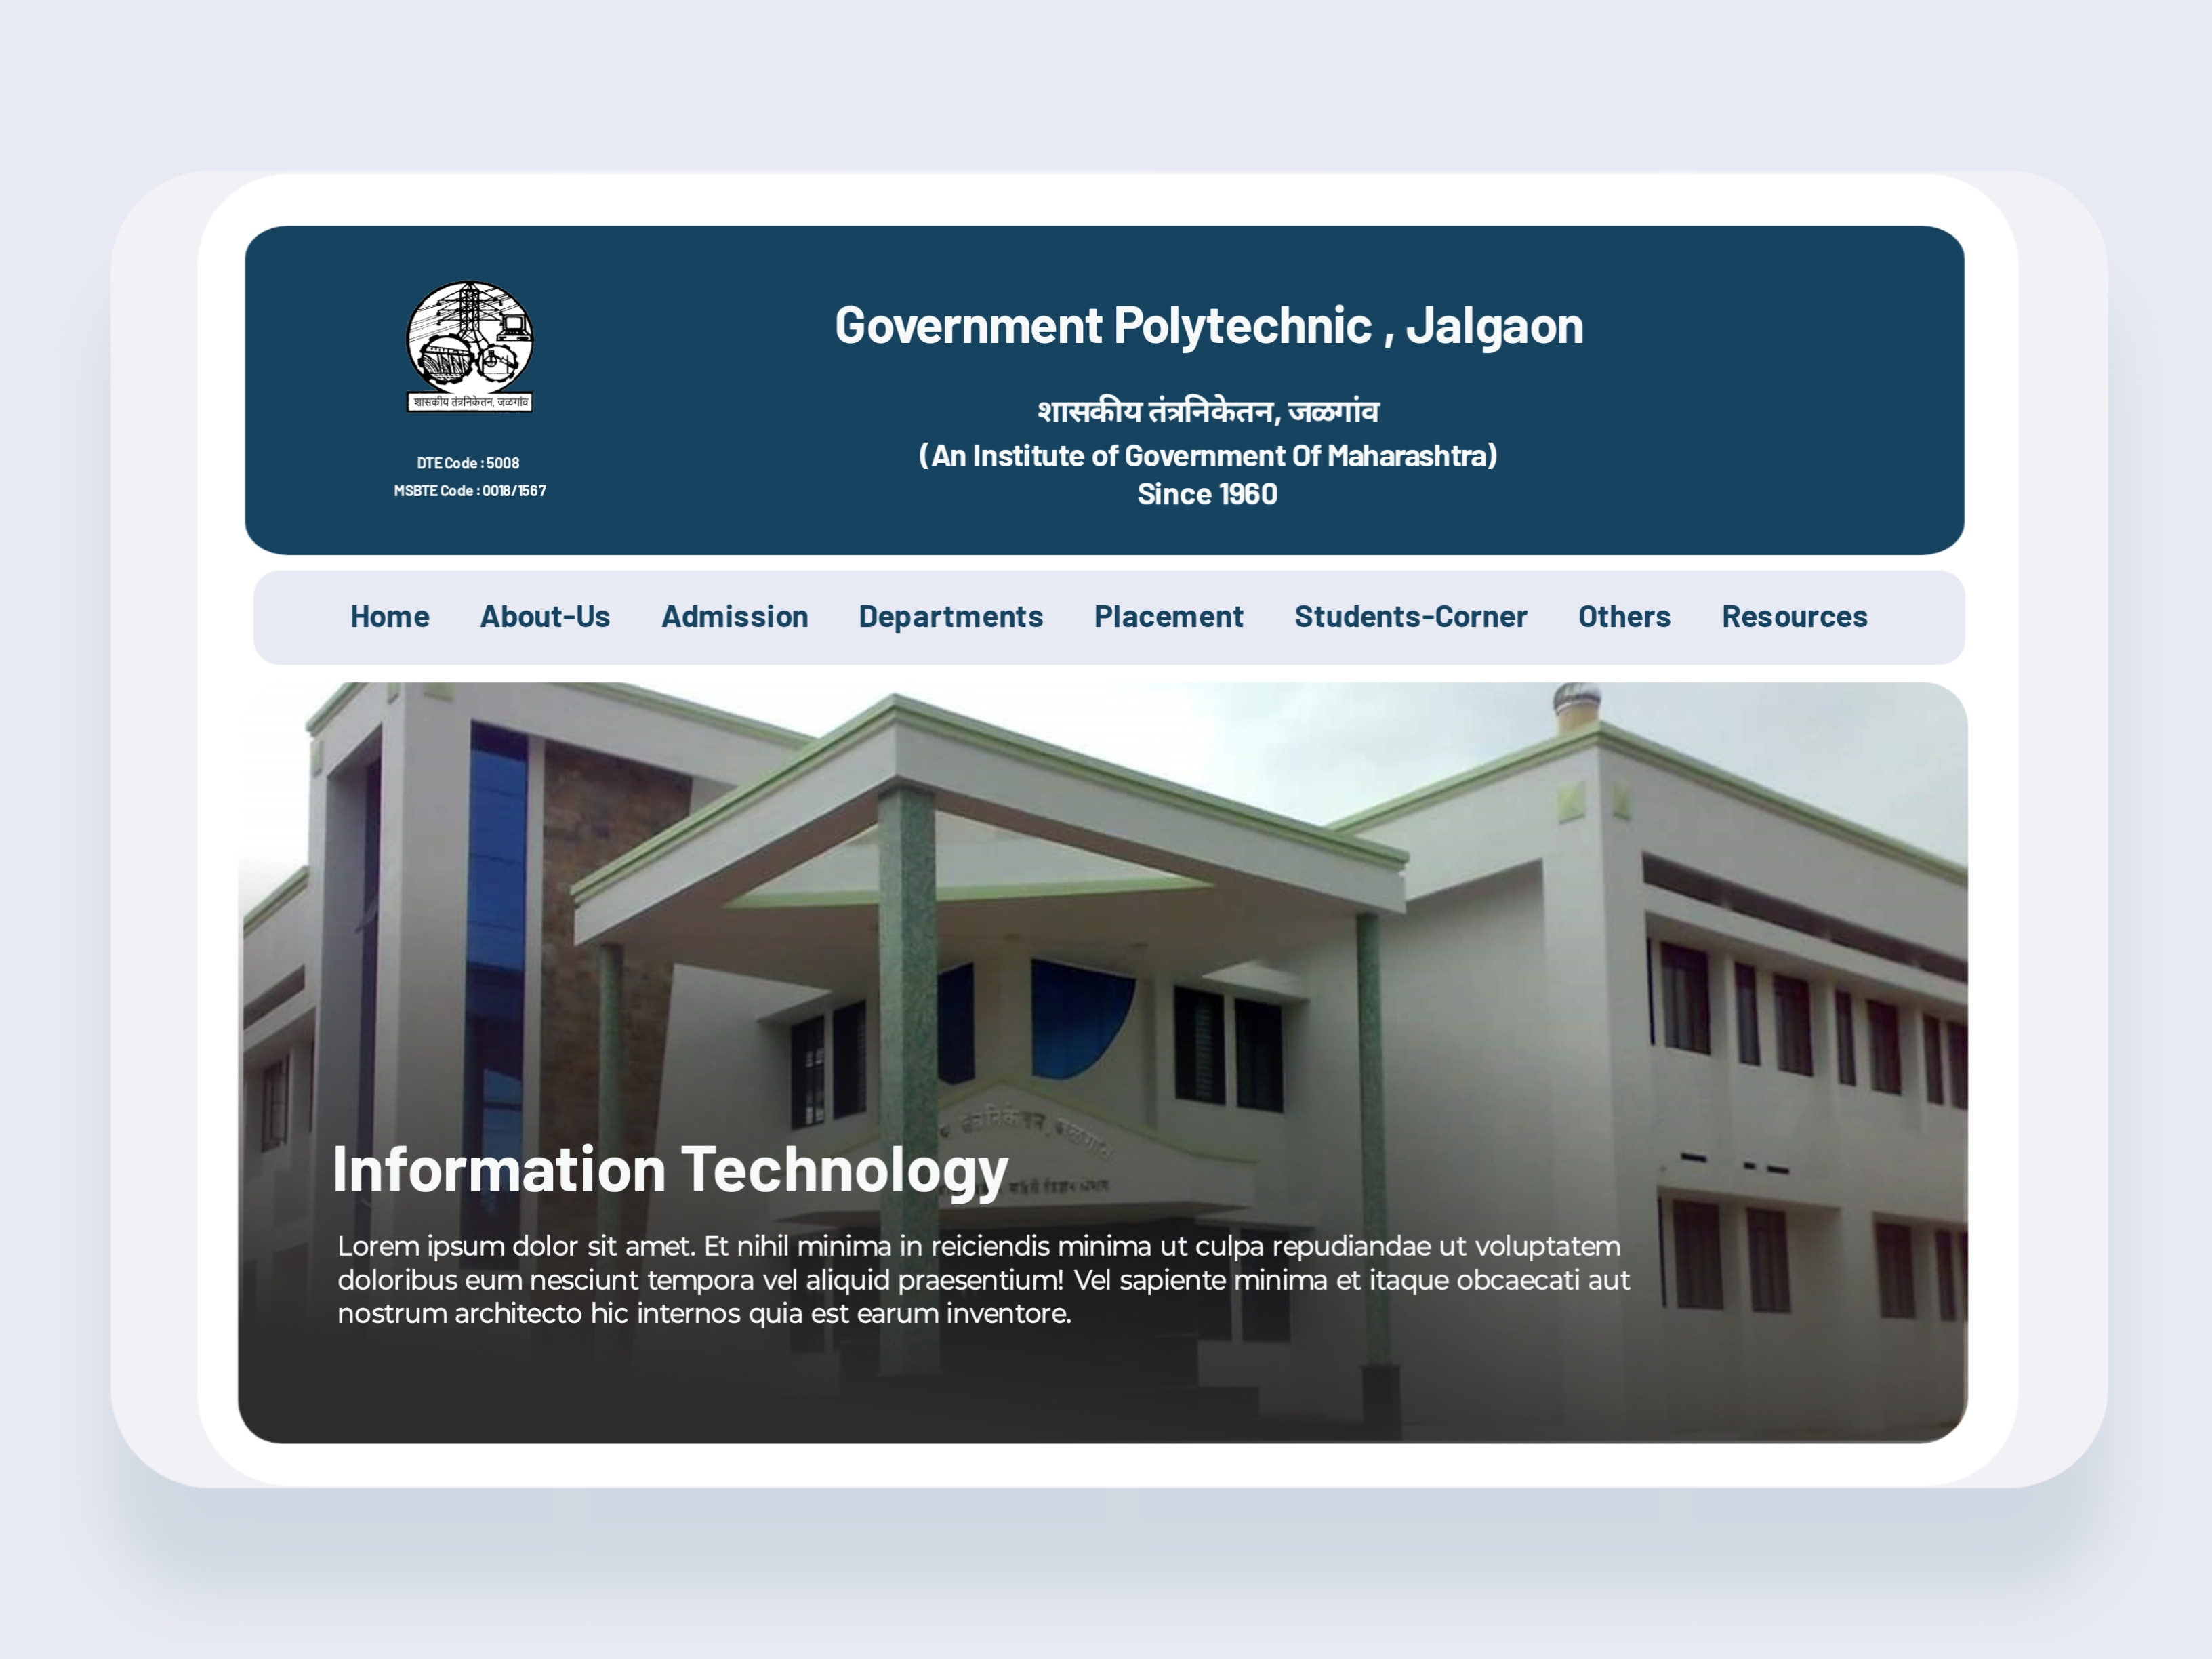 शासकीय तंत्रनिकेतन, जळगांव
DTE Code : 5008
MSBTE Code : 0018/1567
Government Polytechnic , Jalgaon
शासकीय तंत्रनिकेतन, जळगांव
(An Institute of Government Of Maharashtra)
Since 1960
Home About-Us Admission Departments Placement Students-Corner Others Resources
तंत्रनिकेतन, जळगांव
Information Technology
Lorem ipsum dolor sit amet. Et nihil minima in reiciendis minima ut culpa repudiandae ut voluptatem
doloribus eum nesciunt tempora vel aliquid praesentium! Vel sapiente minima et itaque obcaecati aut
nostrum architecto hic internos quia est earum inventore.